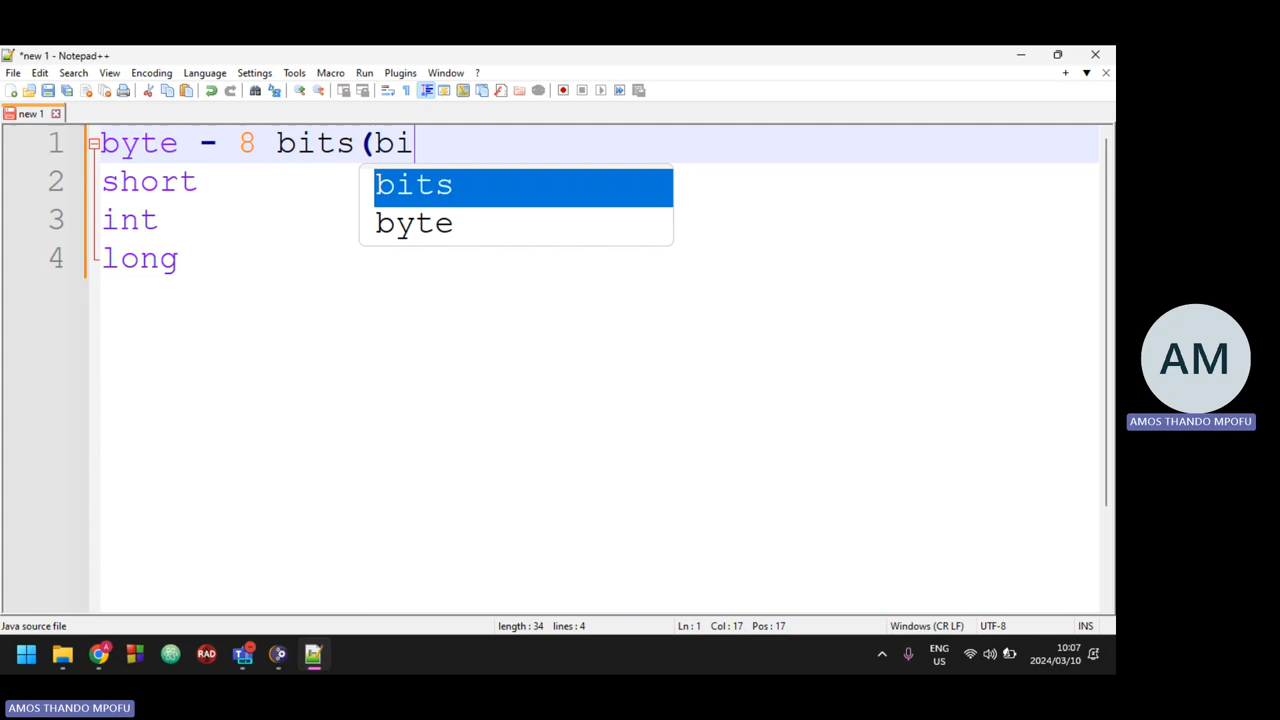 *new 1 - Notepad++
File Edit Search View Encoding Language Settings Tools Macro Run Plugins Window ?
new 1
1 byte - 8 bits(bi
bits
byte
2 short
3 int
4 long
AM
AMOS THANDO MPOFU
Java source file length : 34 lines : 4 Ln : 1 Col : 17 Pos : 17 Windows (CR LF) UTF-8 INS
RAD
ENG
US
10:07
2024/03/10
AMOS THANDO MPOFU